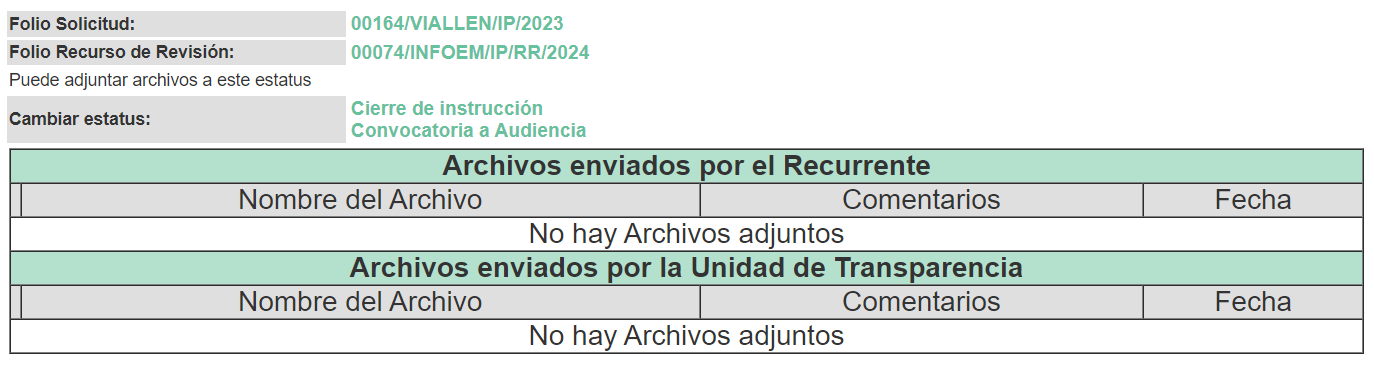 Folio Solicitud: 00164/VIALLEN/IP/2023
Folio Recurso de Revisión: 00074/INFOEM/IP/RR/2024
Puede adjuntar archivos a este estatus
Cambiar estatus: Cierre de instrucción
Convocatoria a Audiencia
Archivos enviados por el Recurrente
Nombre del Archivo Comentarios Fecha
No hay Archivos adjuntos
Archivos enviados por la Unidad de Transparencia
Nombre del Archivo Comentarios Fecha
No hay Archivos adjuntos